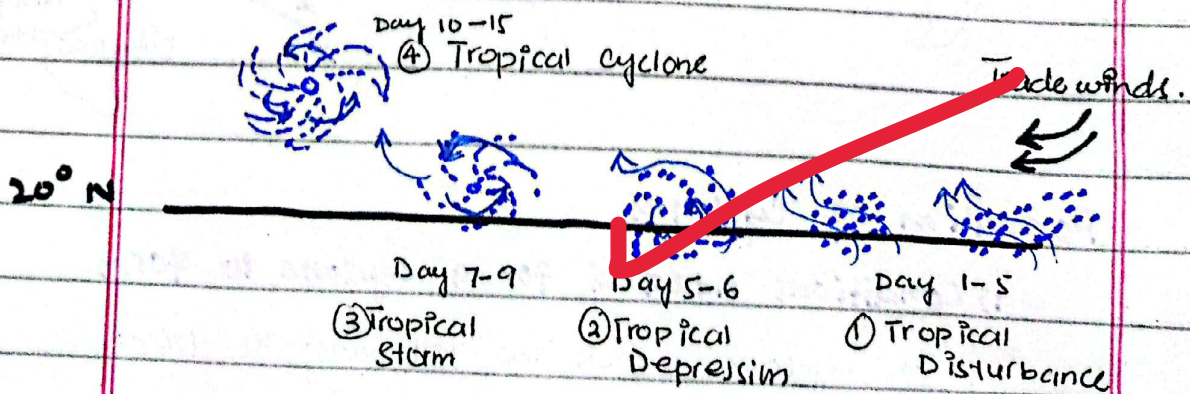 Day 10-15
④ Tropical cyclone
Trade winds.
20° N
Day 7-9
③ Tropical
Storm
Day 5-6
② Tropical
Depression
Day 1-5
① Tropical
Disturbance